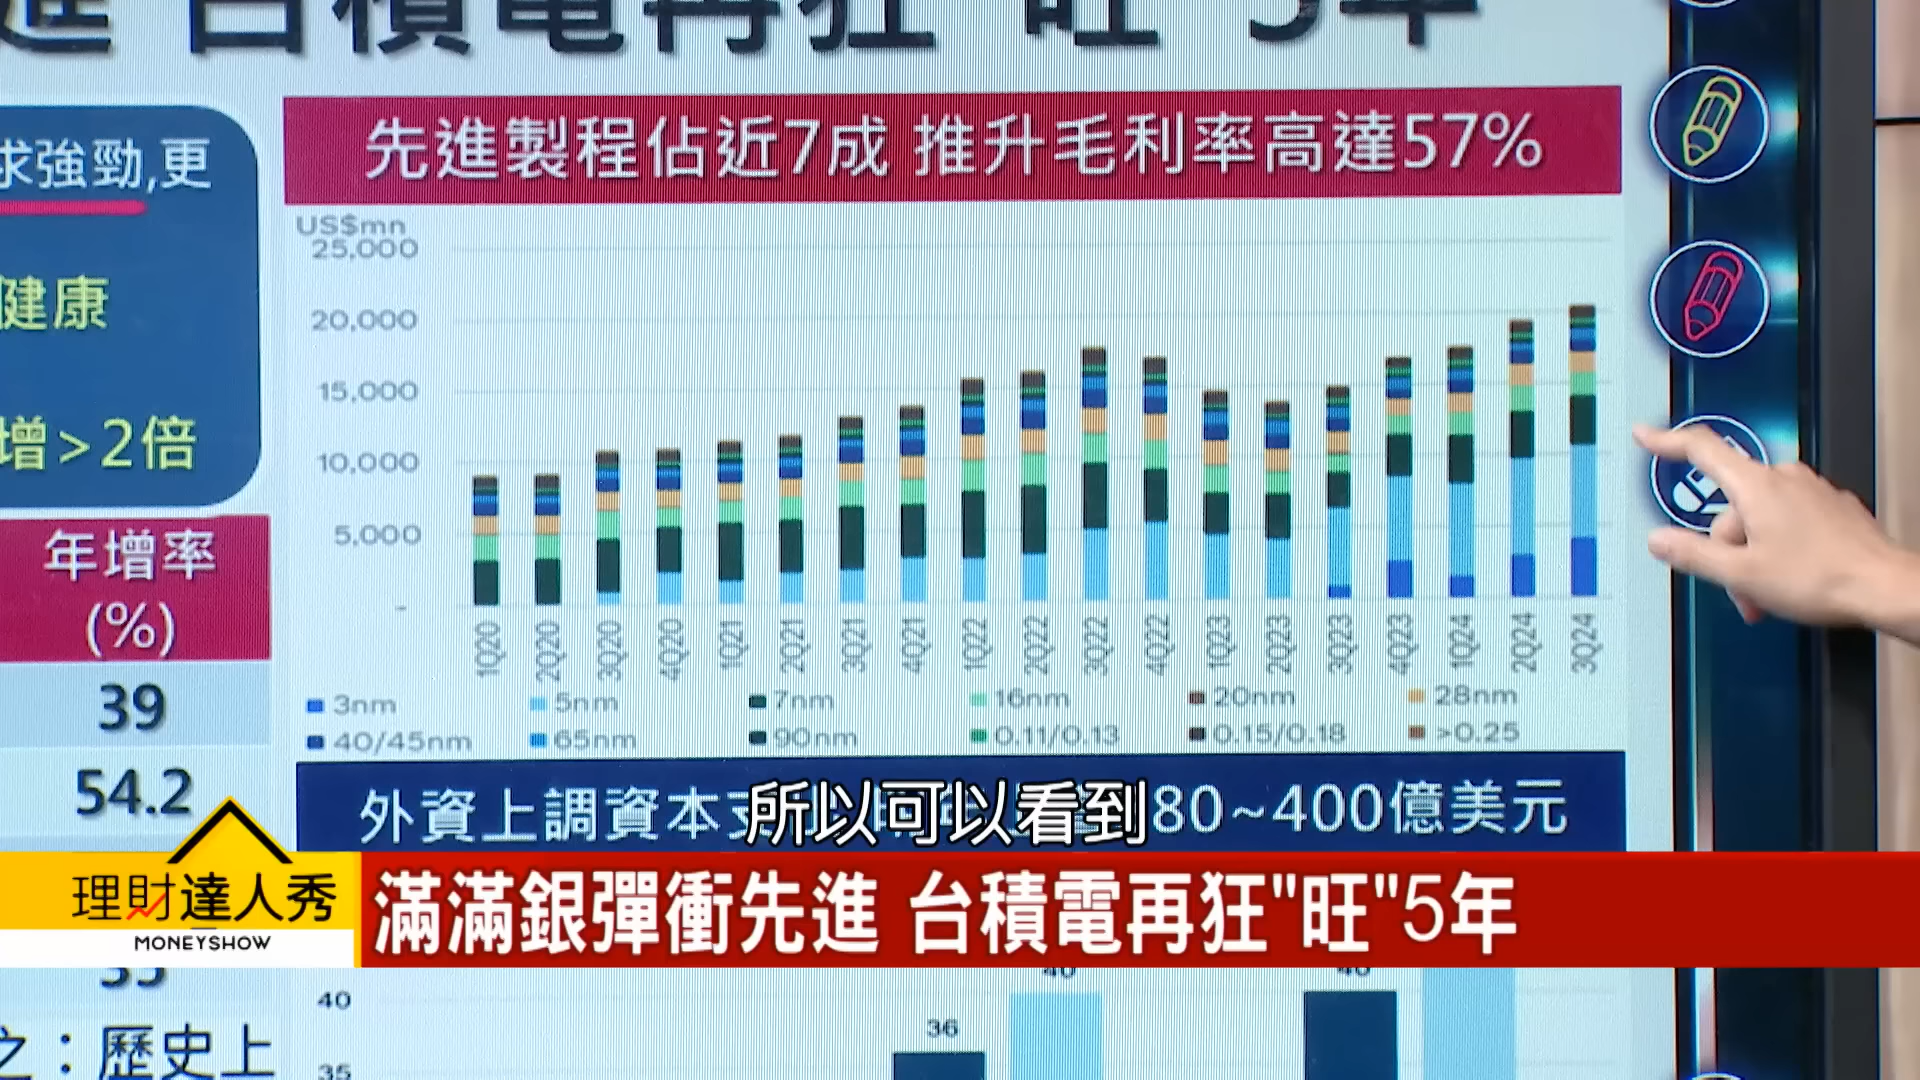 進 台積電再狂"旺"5年
求強勁,更
健康
增>2倍
年增率
(%)
39
54.2
35
之：歷史上
先進製程佔近7成 推升毛利率高達57%
US$mn
25,000
20,000
15,000
10,000
5,000
-
1Q20 2Q20 3Q20 4Q20 1Q21 2Q21 3Q21 4Q21 1Q22 2Q22 3Q22 4Q22 1Q23 2Q23 3Q23 4Q23 1Q24 2Q24 3Q24
3nm 5nm 7nm 16nm 20nm 28nm
40/45nm 65nm 90nm 0.11/0.13 0.15/0.18 >0.25
外資上調資本支 80~400億美元
所以可以看到
理財達人秀
MONEYSHOW
滿滿銀彈衝先進 台積電再狂"旺"5年
40 36 40 40
35